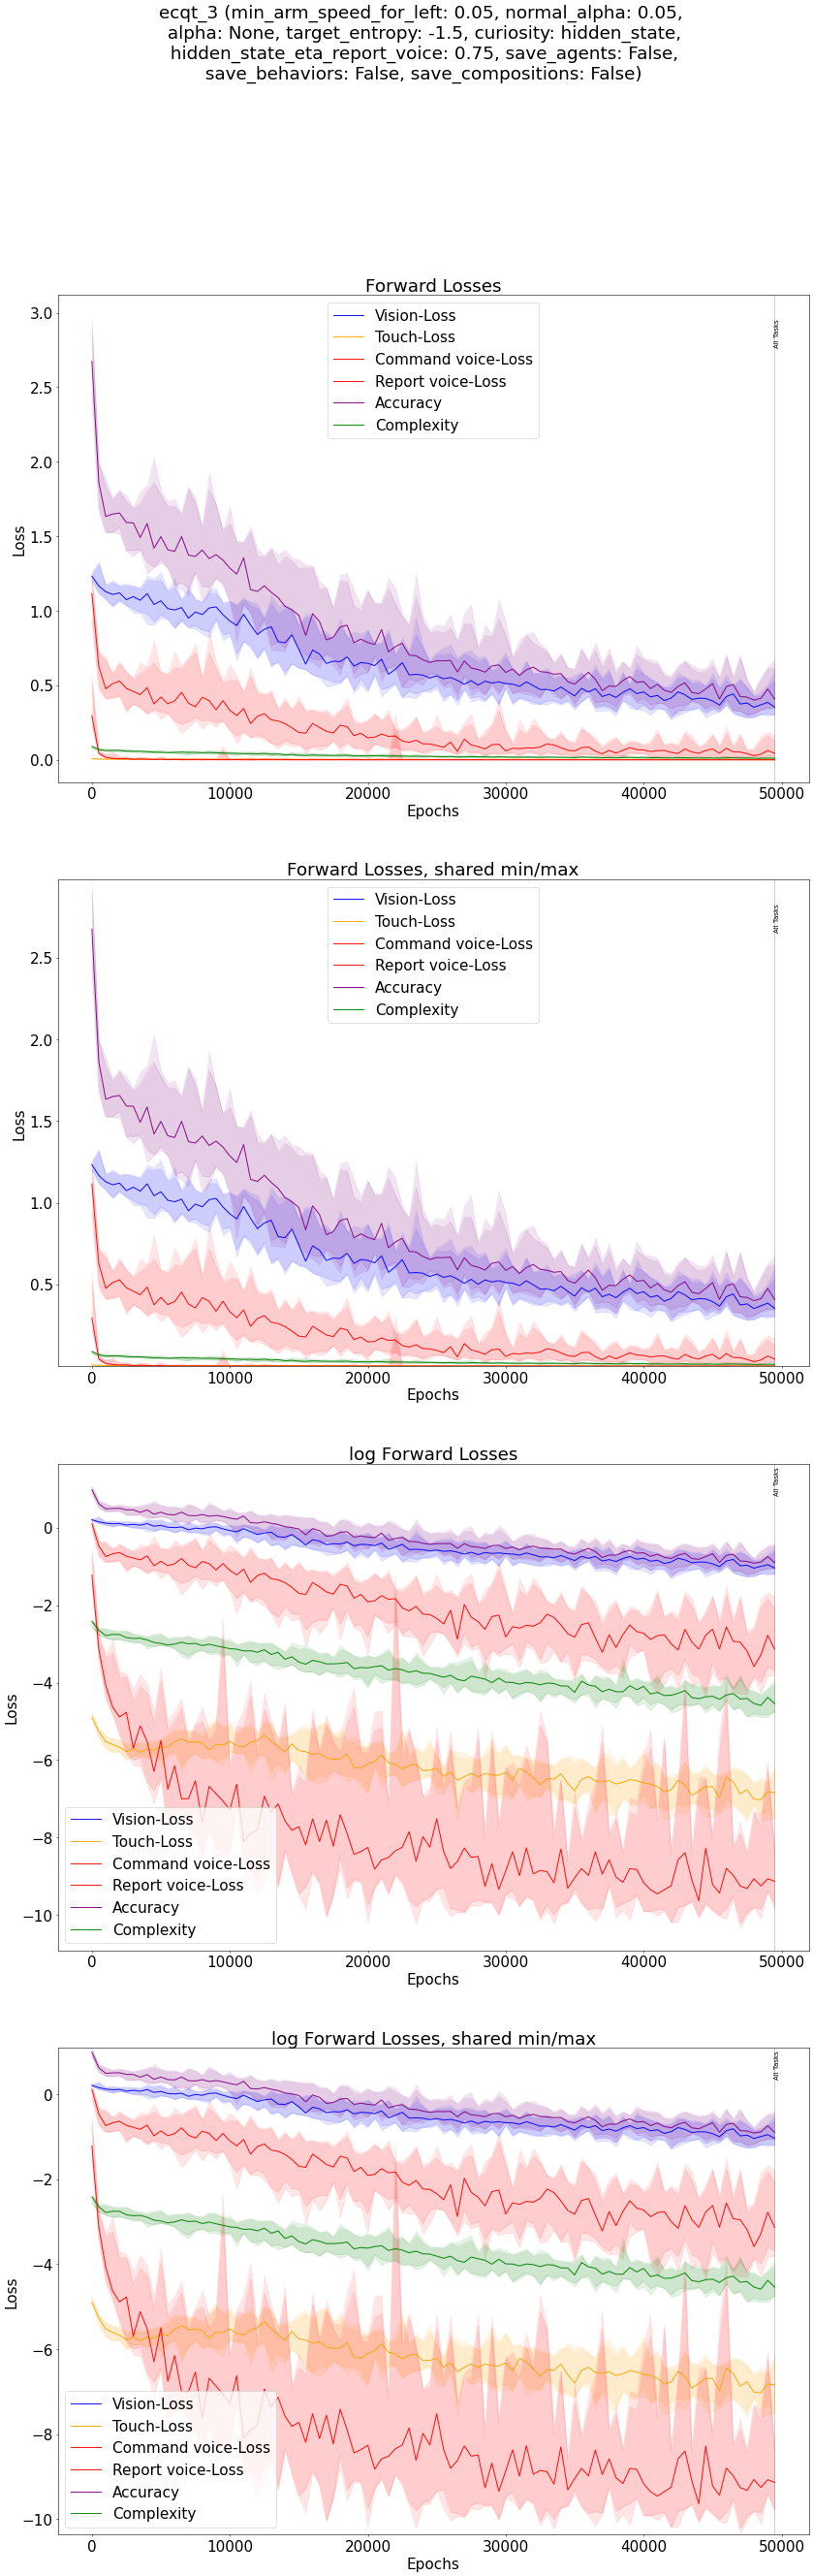 ecqt_3 (min_arm_speed_for_left: 0.05, normal_alpha: 0.05,
alpha: None, target_entropy: -1.5, curiosity: hidden_state,
hidden_state_eta_report_voice: 0.75, save_agents: False,
save_behaviors: False, save_compositions: False)
Forward Losses
3.0
2.5
2.0
1.5
1.0
0.5
0.0
Loss
Vision-Loss
Touch-Loss
Command voice-Loss
Report voice-Loss
Accuracy
Complexity
All Tasks
0 10000 20000 30000 40000 50000
Epochs
Forward Losses, shared min/max
2.5
2.0
1.5
1.0
0.5
Loss
Vision-Loss
Touch-Loss
Command voice-Loss
Report voice-Loss
Accuracy
Complexity
All Tasks
0 10000 20000 30000 40000 50000
Epochs
log Forward Losses
0
−2
−4
−6
−8
−10
Loss
Vision-Loss
Touch-Loss
Command voice-Loss
Report voice-Loss
Accuracy
Complexity
All Tasks
0 10000 20000 30000 40000 50000
Epochs
log Forward Losses, shared min/max
0
−2
−4
−6
−8
−10
Loss
Vision-Loss
Touch-Loss
Command voice-Loss
Report voice-Loss
Accuracy
Complexity
All Tasks
0 10000 20000 30000 40000 50000
Epochs